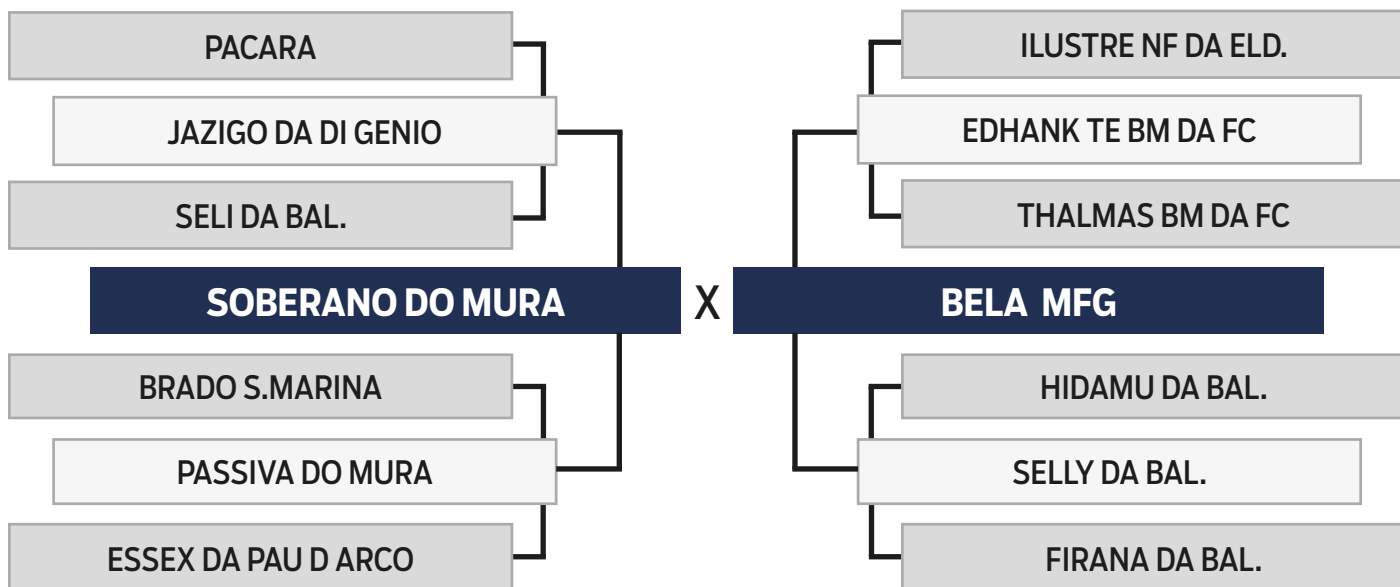 PACARA
JAZIGO DA DI GENIO
SELI DA BAL.
SOBERANO DO MURA
BRADO S.MARINA
PASSIVA DO MURA
ESSEX DA PAU D ARCO
X
ILUSTRE NF DA ELD.
EDHANK TE BM DA FC
THALMAS BM DA FC
BELA MFG
HIDAMU DA BAL.
SELLY DA BAL.
FIRANA DA BAL.